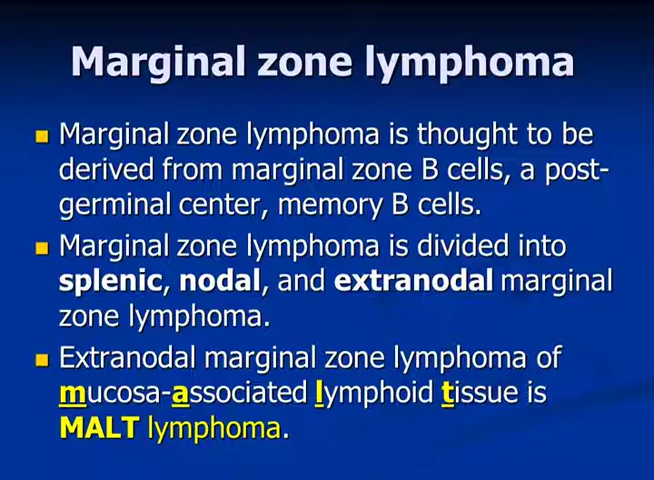 Marginal zone lymphoma
Marginal zone lymphoma is thought to be
derived from marginal zone B cells, a post-
germinal center, memory B cells.
Marginal zone lymphoma is divided into
splenic, nodal, and extranodal marginal
zone lymphoma.
Extranodal marginal zone lymphoma of
mucosa-associated lymphoid tissue is
MALT lymphoma.